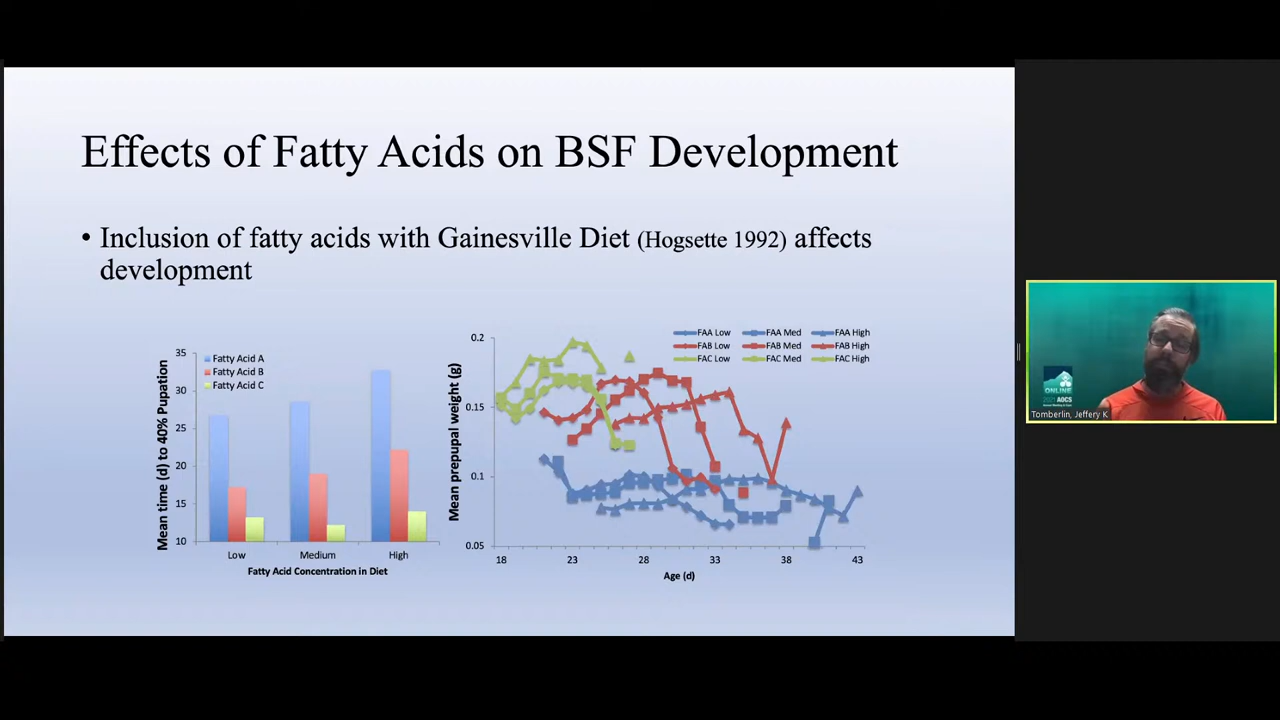 Effects of Fatty Acids on BSF Development
• Inclusion of fatty acids with Gainesville Diet (Hogsette 1992) affects
development
Mean time (d) to 40% Pupation
35
30
25
20
15
10
Fatty Acid A
Fatty Acid B
Fatty Acid C
Low
Medium
High
Fatty Acid Concentration in Diet
Mean prepupal weight (g)
0.2
0.15
0.1
0.05
FAA Low
FAA Med
FAA High
FAB Low
FAB Med
FAB High
FAC Low
FAC Med
FAC High
18
23
28
33
38
43
Age (d)
ONLINE
2021 AOCS
Tomberlin, Jeffery K